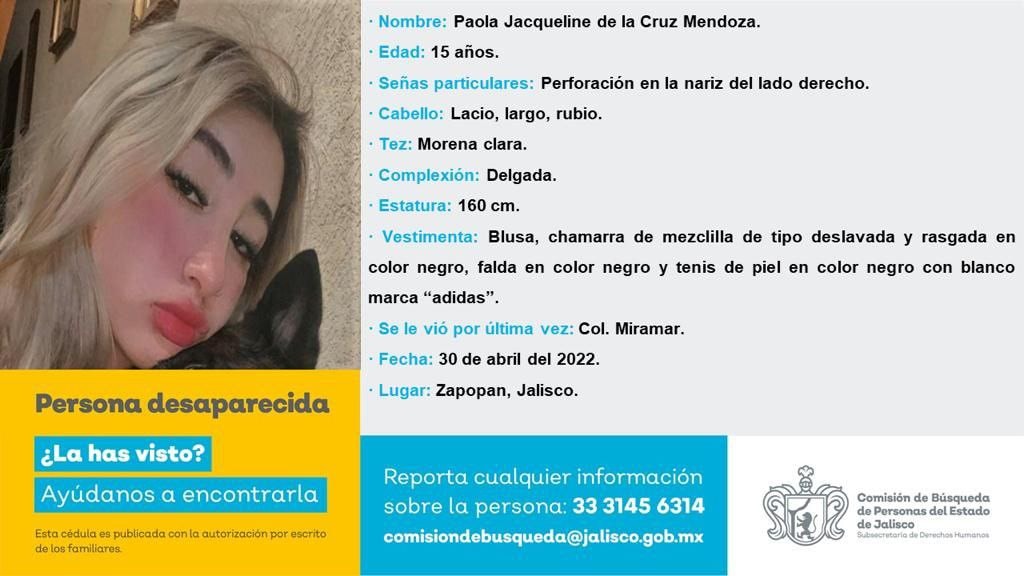 · Nombre: Paola Jacqueline de la Cruz Mendoza.
· Edad: 15 años.
· Señas particulares: Perforación en la nariz del lado derecho.
· Cabello: Lacio, largo, rubio.
· Tez: Morena clara.
· Complexión: Delgada.
· Estatura: 160 cm.
· Vestimenta: Blusa, chamarra de mezclilla de tipo deslavada y rasgada en
color negro, falda en color negro y tenis de piel en color negro con blanco
marca “adidas”.
· Se le vió por última vez: Col. Miramar.
· Fecha: 30 de abril del 2022.
· Lugar: Zapopan, Jalisco.
Persona desaparecida
¿La has visto?
Ayúdanos a encontrarla
Esta cédula es publicada con la autorización por escrito
de los familiares.
Reporta cualquier información
sobre la persona: 33 3145 6314
comisiondebusqueda@jalisco.gob.mx
Comisión de Búsqueda
de Personas del Estado
de Jalisco
Subsecretaría de Derechos Humanos